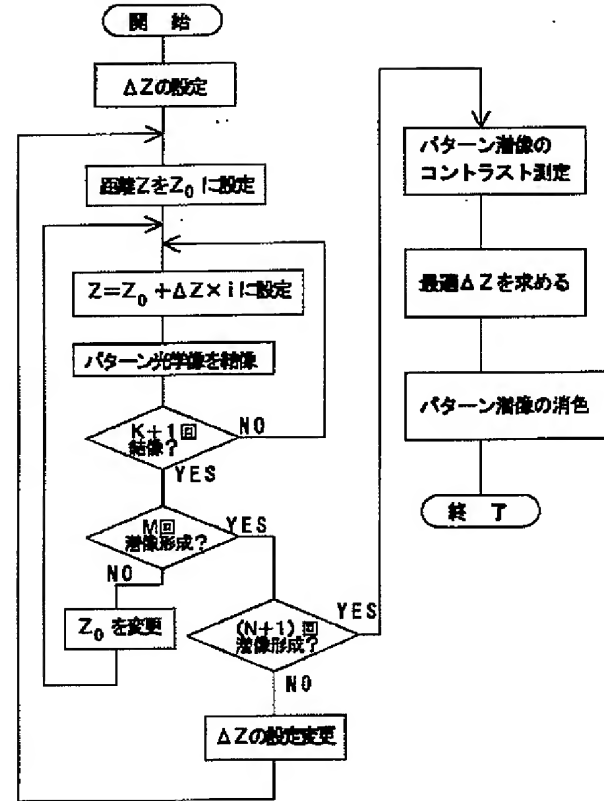 開 始
ΔZの設定
距離ZをZ₀に設定
Z=Z₀+ΔZ×iに設定
パターン光学像を結像
K+1回
結像?
NO
YES
M回
潜像形成?
YES
NO
Z₀を変更
(N+1)回
潜像形成?
YES
NO
ΔZの設定変更
パターン潜像の
コントラスト測定
最適ΔZを求める
パターン潜像の消色
終 了